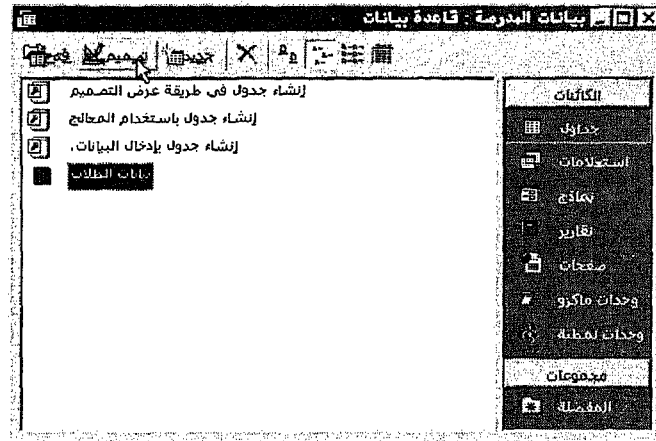 بيانات المدرسة : قاعدة بيانات
فتح تصميم جديد
الكائنات
جداول
استعلامات
نماذج
تقارير
صفحات
وحدات ماكرو
وحدات نمطية
مجموعات
المفضلة
إنشاء جدول في طريقة عرض التصميم
إنشاء جدول باستخدام المعالج
إنشاء جدول بإدخال البيانات.
بيانات الطلاب